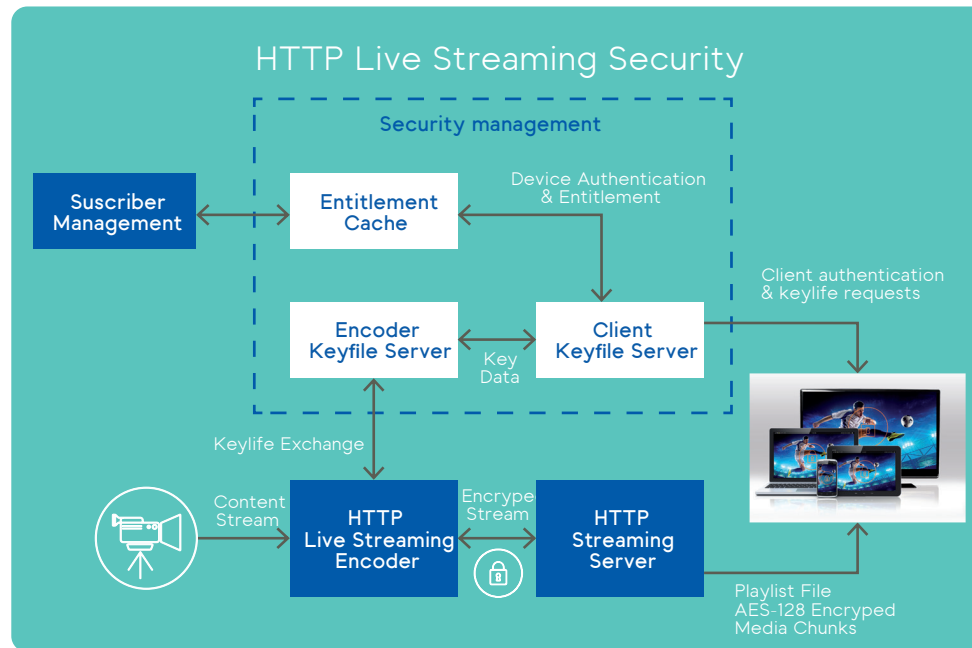 HTTP Live Streaming Security
Security management
Suscriber
Management
Entitlement
Cache
Device Authentication
& Entitlement
Client authentication
& keylife requests
Encoder
Keyfile Server
Key
Data
Client
Keyfile Server
Keylife Exchange
Content
Stream
HTTP
Live Streaming
Encoder
Encrype
Stream
HTTP
Streaming
Server
Playlist File
AES-128 Encryped
Media Chunks